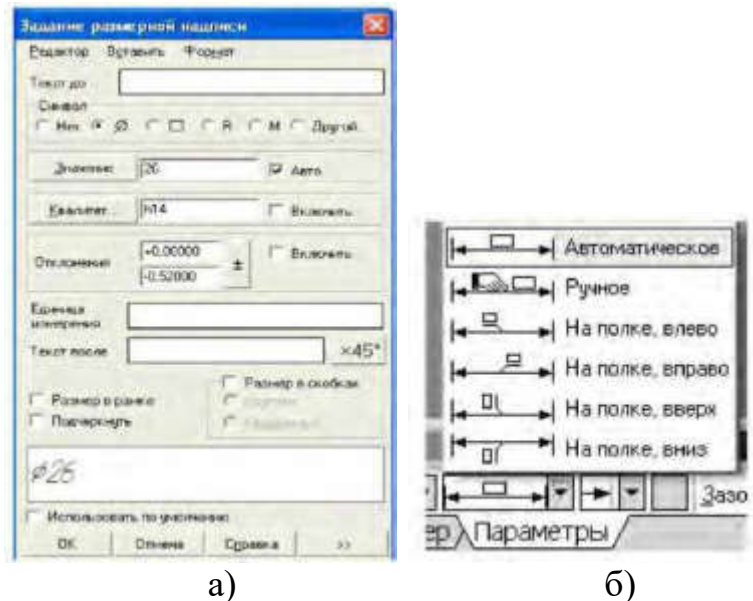 Задание размерной надписи
Редактор Вставить Формат
Текст до
Символ
Нет Ø □ R M Другой
Значение 26 Авто
Квалитет h14 Включить
Отклонения +0.00000 ± Включить
-0.52000
Единица
измерения
Текст после ×45°
Размер в скобках
Размер в рамке
Подчеркнуть
Ø26
Использовать по умолчанию
OK Отмена Справка >>
а)
Автоматическое
Ручное
На полке, влево
На полке, вправо
На полке, вверх
На полке, вниз
Зазо
ер Параметры
б)